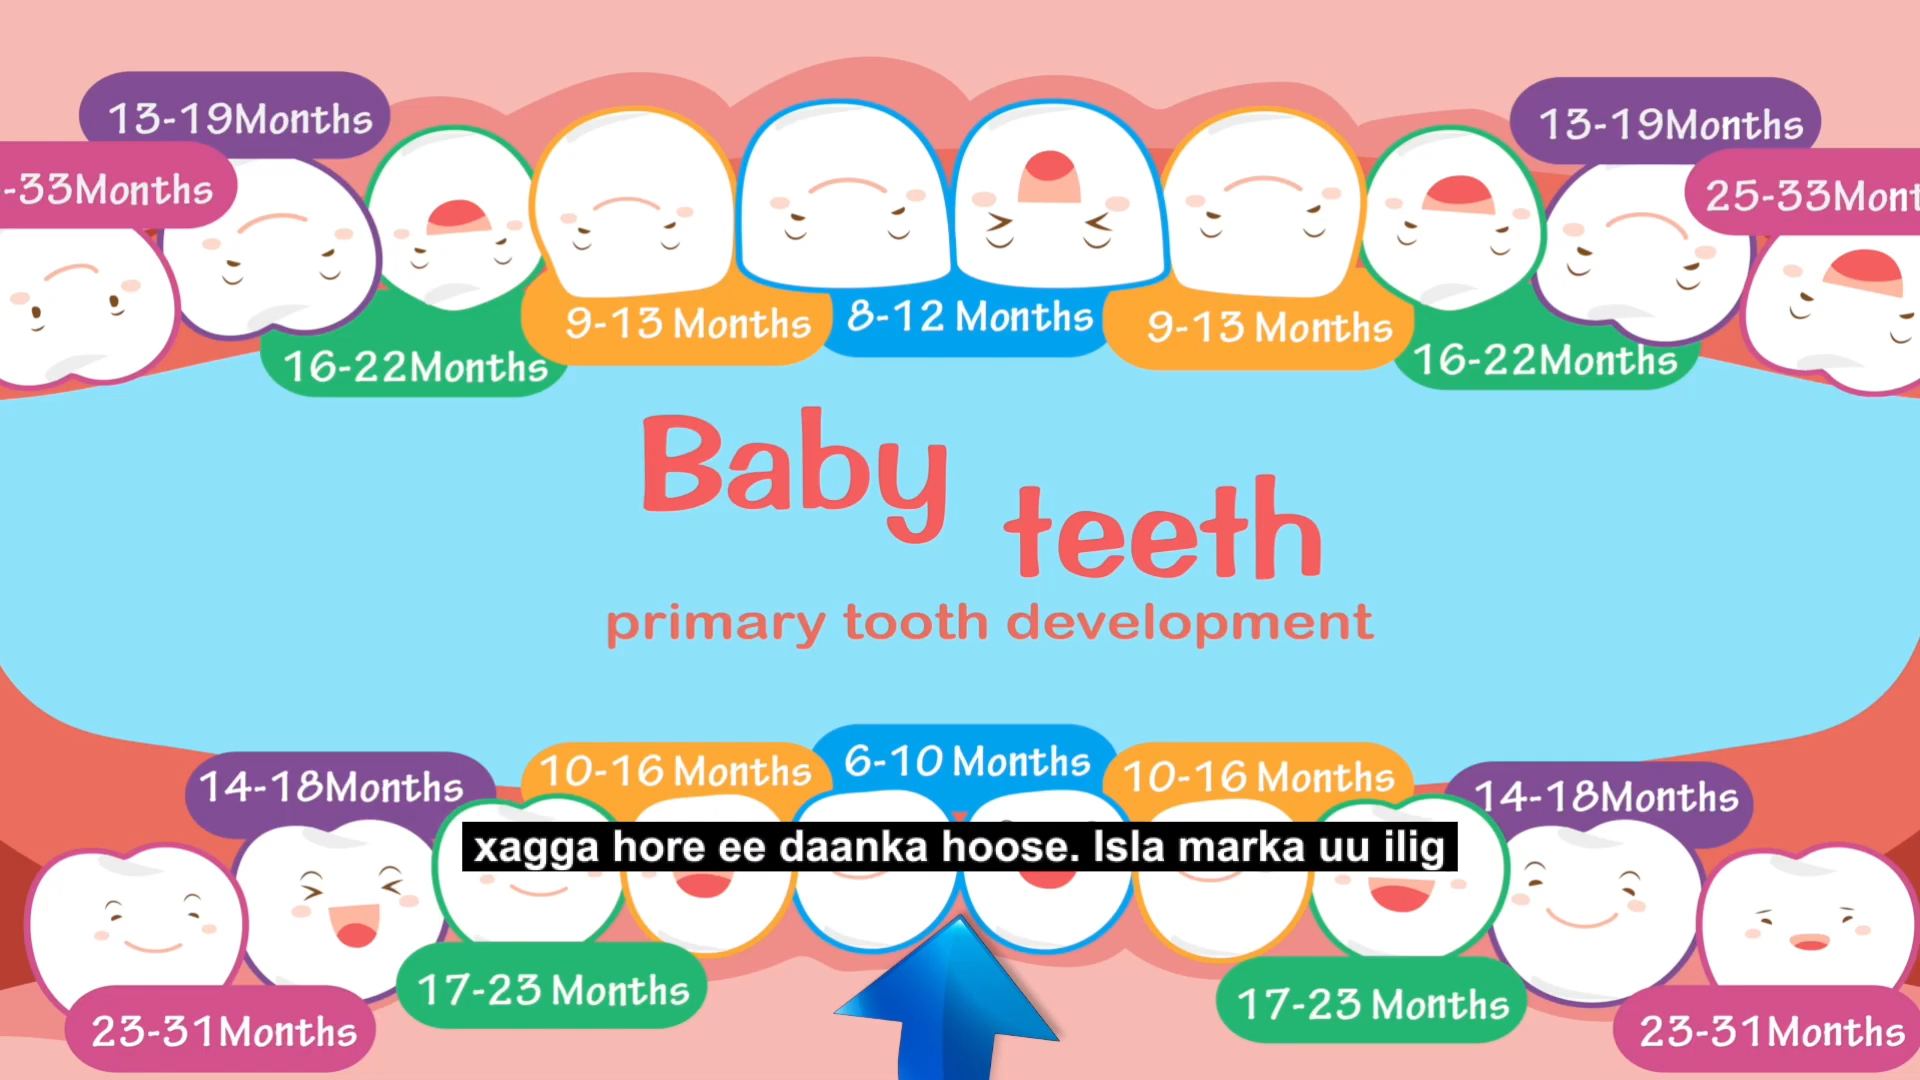 13-19Months
13-19Months
-33Months
25-33Mont
9-13 Months
8-12 Months
9-13 Months
16-22Months
16-22Months
Baby
teeth
primary tooth development
14-18Months
10-16 Months
6-10 Months
10-16 Months
14-18Months
xagga hore ee daanka hoose. Isla marka uu ilig
17-23 Months
17-23 Months
23-31Months
23-31Months